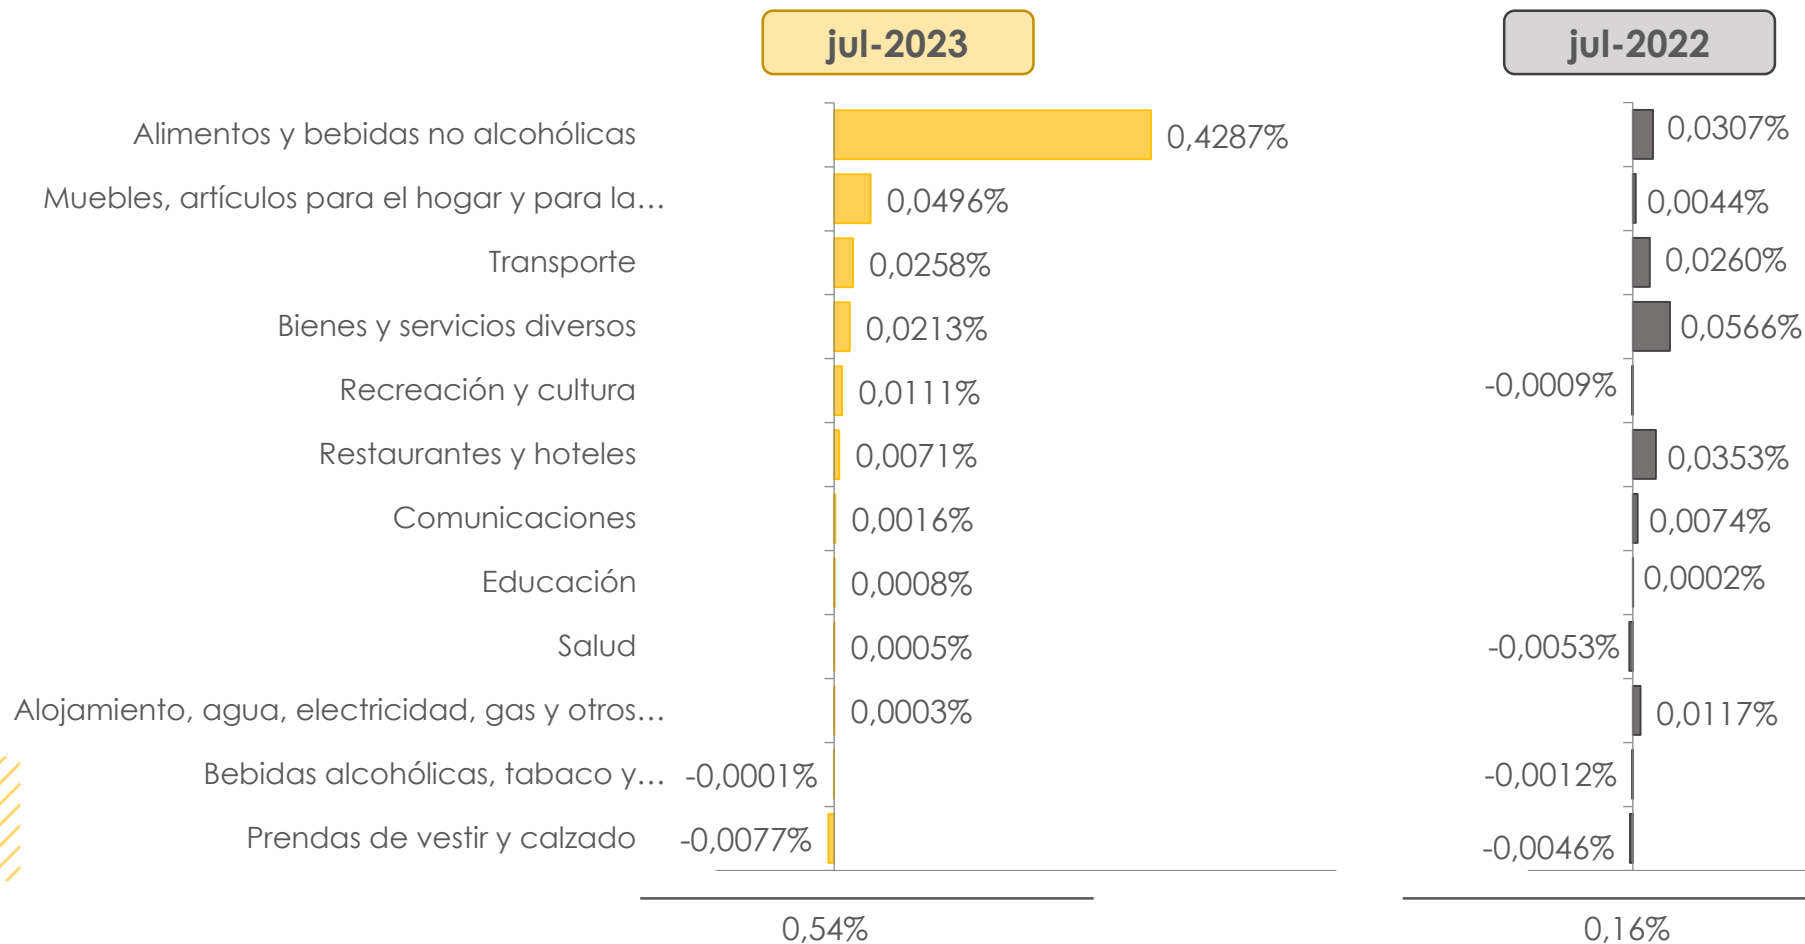 jul-2023 jul-2022
Alimentos y bebidas no alcohólicas 0,4287% 0,0307%
Muebles, artículos para el hogar y para la… 0,0496% 0,0044%
Transporte 0,0258% 0,0260%
Bienes y servicios diversos 0,0213% 0,0566%
Recreación y cultura 0,0111% -0,0009%
Restaurantes y hoteles 0,0071% 0,0353%
Comunicaciones 0,0016% 0,0074%
Educación 0,0008% 0,0002%
Salud 0,0005% -0,0053%
Alojamiento, agua, electricidad, gas y otros… 0,0003% 0,0117%
Bebidas alcohólicas, tabaco y… -0,0001% -0,0012%
Prendas de vestir y calzado -0,0077% -0,0046%
0,54% 0,16%